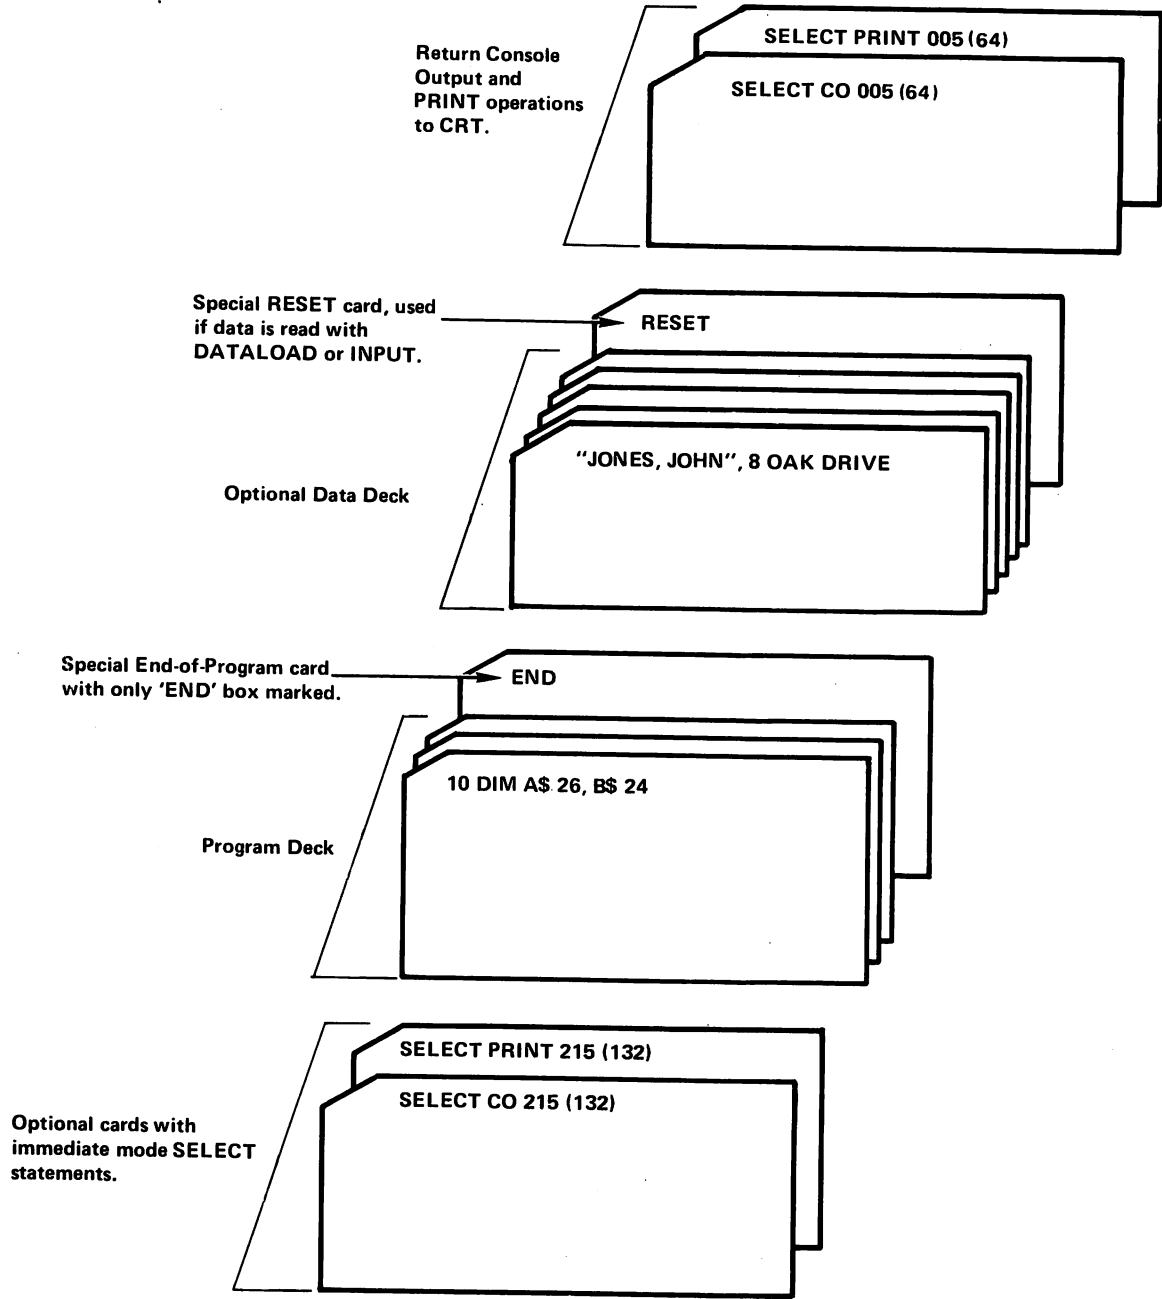 SELECT PRINT 005 (64)
Return Console
Output and
PRINT operations
to CRT.
SELECT CO 005 (64)
Special RESET card, used
if data is read with
DATALOAD or INPUT.
RESET
"JONES, JOHN", 8 OAK DRIVE
Optional Data Deck
Special End-of-Program card
with only 'END' box marked.
END
10 DIM A$ 26, B$ 24
Program Deck
SELECT PRINT 215 (132)
SELECT CO 215 (132)
Optional cards with
immediate mode SELECT
statements.